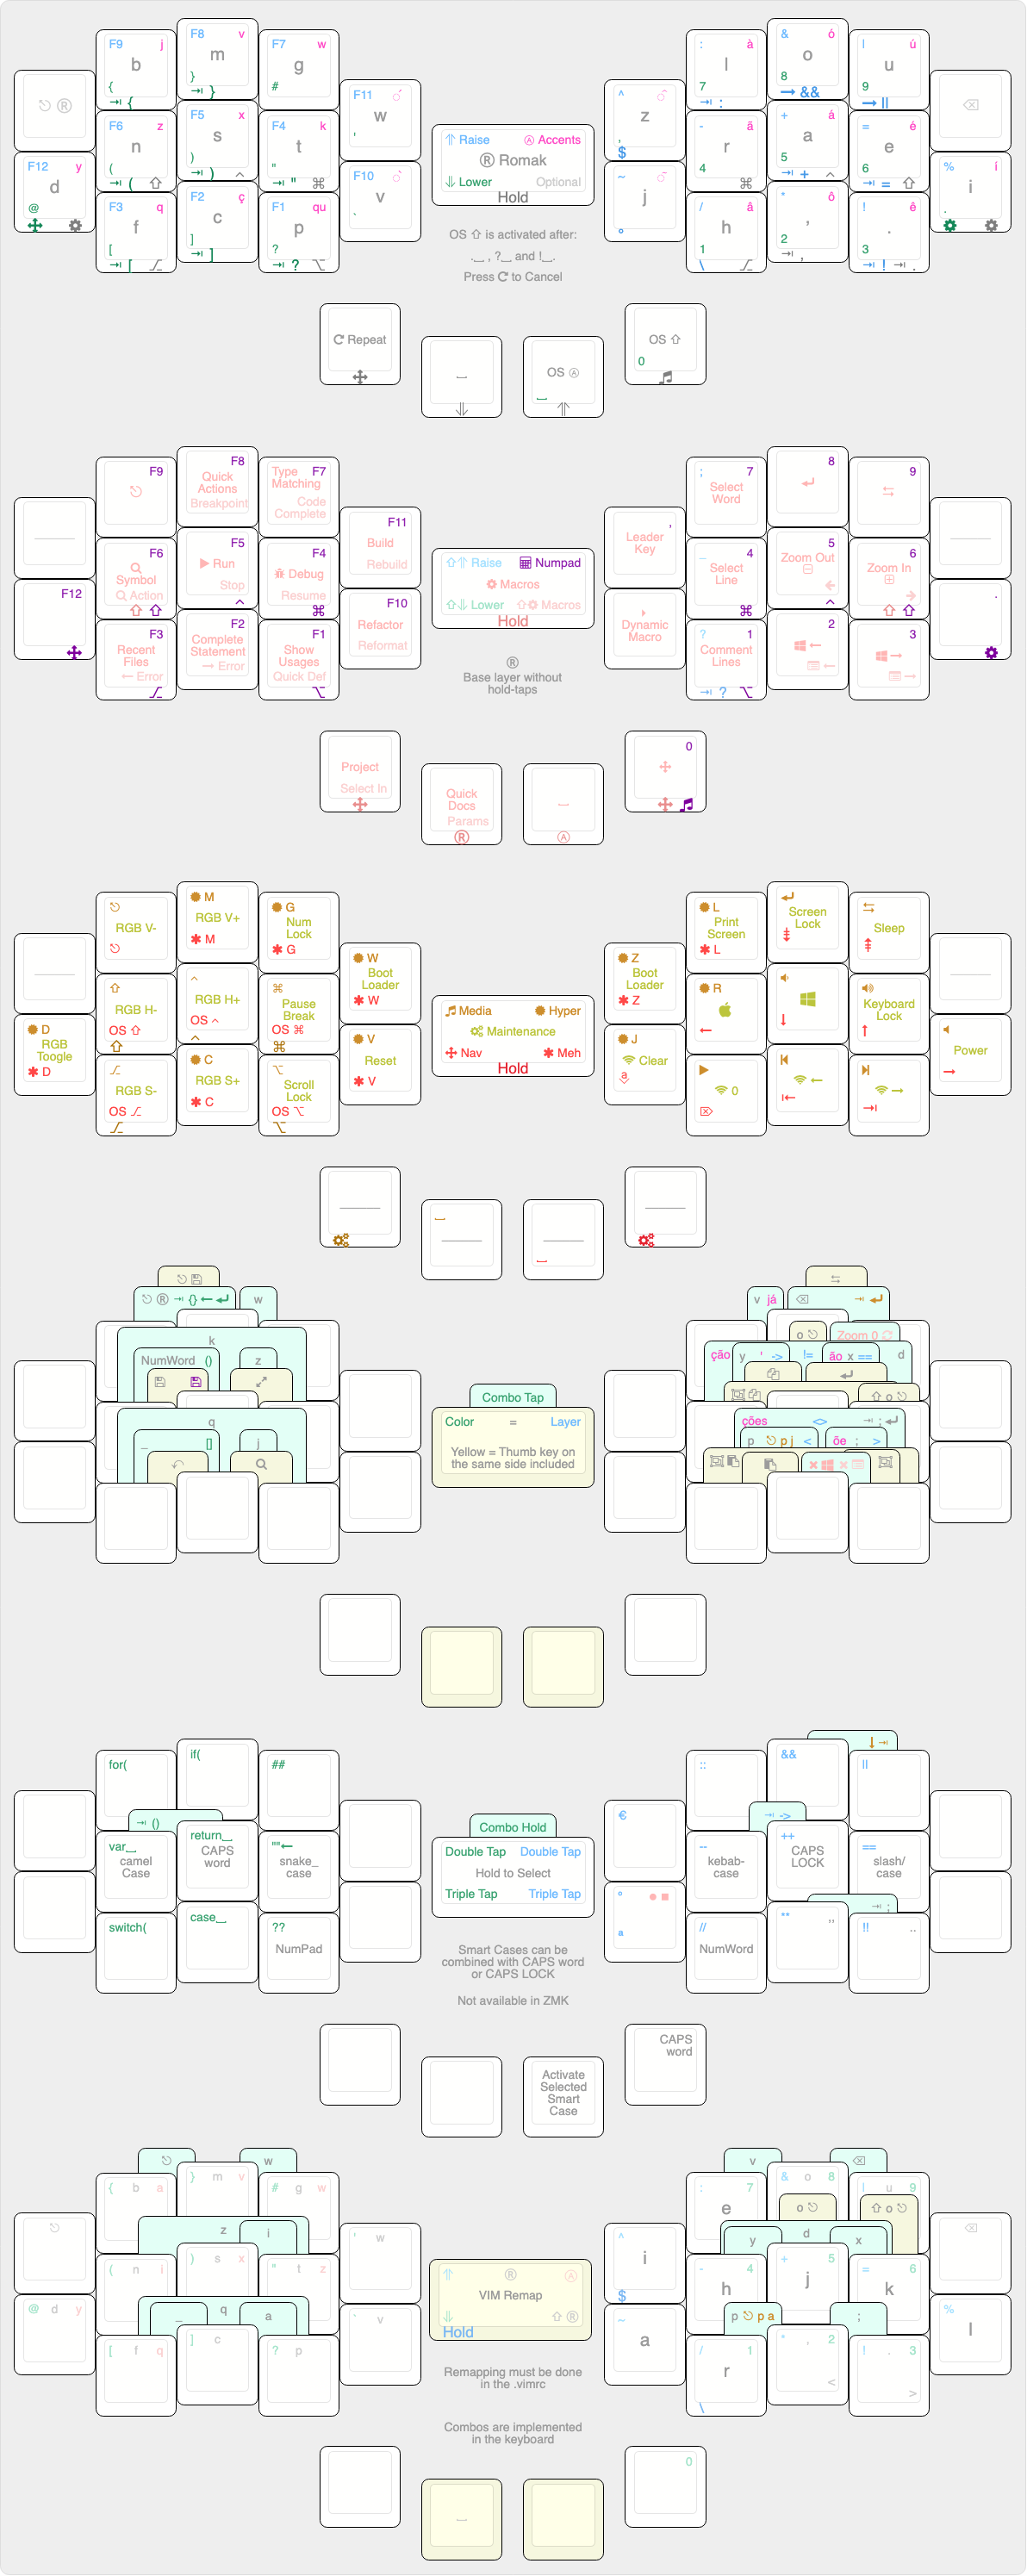 F9 j
b
{
⇥ {
F8 v
m
}
⇥ }
F7 w
g
#
F11
w
'
® 
F6 z
n
(
⇥ (
F5 x
s
)
⇥ )
F4 k
t
"
⇥ " ⌘
F12 y
d
@
F10
v
`
F3 q
f
[
⇥ [
F2 ç
c
]
⇥ ]
F1 qu
p
?
⇥ ?
Raise Ⓐ Accents
® Romak
Lower Optional
Hold
OS ⇧ is activated after:
.⎵ , ?⎵ and !⎵.
Press to Cancel
^
z
,
$
: à
l
7
⇥ :
& ó
o
8
→ &&
| ú
u
9
→ ||
~
j
°
- ã
r
4
⌘
+ á
a
5
⇥ +
= é
e
6
⇥ =
% í
i
.
/ â
h
1
\
* ô
,
2
⇥ ,
! ê
.
3
⇥ ! ⇥ .
Repeat
⎵
OS Ⓐ
⎵
OS ⇧
0
F9
F8
Quick
Actions
Breakpoint
Type F7
Matching
Code
Complete
F11
Build
Rebuild
F6
Symbol
Action
F5
Run
Stop
F4
Debug
Resume
⌘
F12
F3
Recent
Files
← Error
F2
Complete
Statement
→ Error
F1
Show
Usages
Quick Def
F10
Refactor
Reformat
Raise Numpad
Macros
Lower Macros
Hold
®
Base layer without
hold-taps
'
Leader
Key
; 7
Select
Word
8
9
_ 4
Select
Line
⌘
5
Zoom Out
6
Zoom In
.
Dynamic
Macro
? 1
Comment
Lines
⇥ ?
2
3
Project
Select In
Quick
Docs
Params
®
⎵
Ⓐ
0
RGB V-
M
RGB V+
M
G
Num
Lock
G
W
Boot
Loader
W
RGB H-
OS ⇧
RGB H+
OS ^
⌘
Pause
Break
OS ⌘
⌘
D
RGB
Toogle
D
RGB S-
OS
C
RGB S+
C
Scroll
Lock
OS ⌥
V
Reset
V
Media Hyper
Maintenance
Nav Meh
Hold
Z
Boot
Loader
Z
L
Print
Screen
L
Screen
Lock
Sleep
R
Keyboard
Lock
Power
J
Clear
a
0
⎵
⎵
® ⇥ {} ← w
k
NumWord () z
q
_ [] j
Combo Tap
Color = Layer
Yellow = Thumb key on
the same side included
v já
o Zoom 0
ção y ' -> != ão x == d
⇧ o
ções <> ⇥ ;
p p j < õe ; >
for(
if(
##
⇥ ()
var⎵
camel
Case
return⎵
CAPS
word
""←
snake_
case
switch(
case⎵
??
NumPad
Combo Hold
Double Tap Double Tap
Hold to Select
Triple Tap Triple Tap
Smart Cases can be
combined with CAPS word
or CAPS LOCK
Not available in ZMK
€
::
&&
||
⇥ ->
--
kebab-
case
++
CAPS
LOCK
==
slash/
case
º
ª
//
NumWord
⇥ ;
** ,,
!! ..
Activate
Selected
Smart
Case
CAPS
word
w
{ b a
} m v
# g w
z i
' w
( n i
) s x
" t z
@ d y
_ q a
` v
[ f q
] c
? p
® Ⓐ
VIM Remap
⇧ ®
Hold
Remapping must be done
in the .vimrc
Combos are implemented
in the keyboard
v
: 7
e
& o 8
o
| u 9
⇧ o
^
i
$
y d x
- 4
h
+ 5
j
= 6
k
%
l
~
a
p p a ;
/ 1
r
\
* , 2
<
! . 3
>
⎵
0